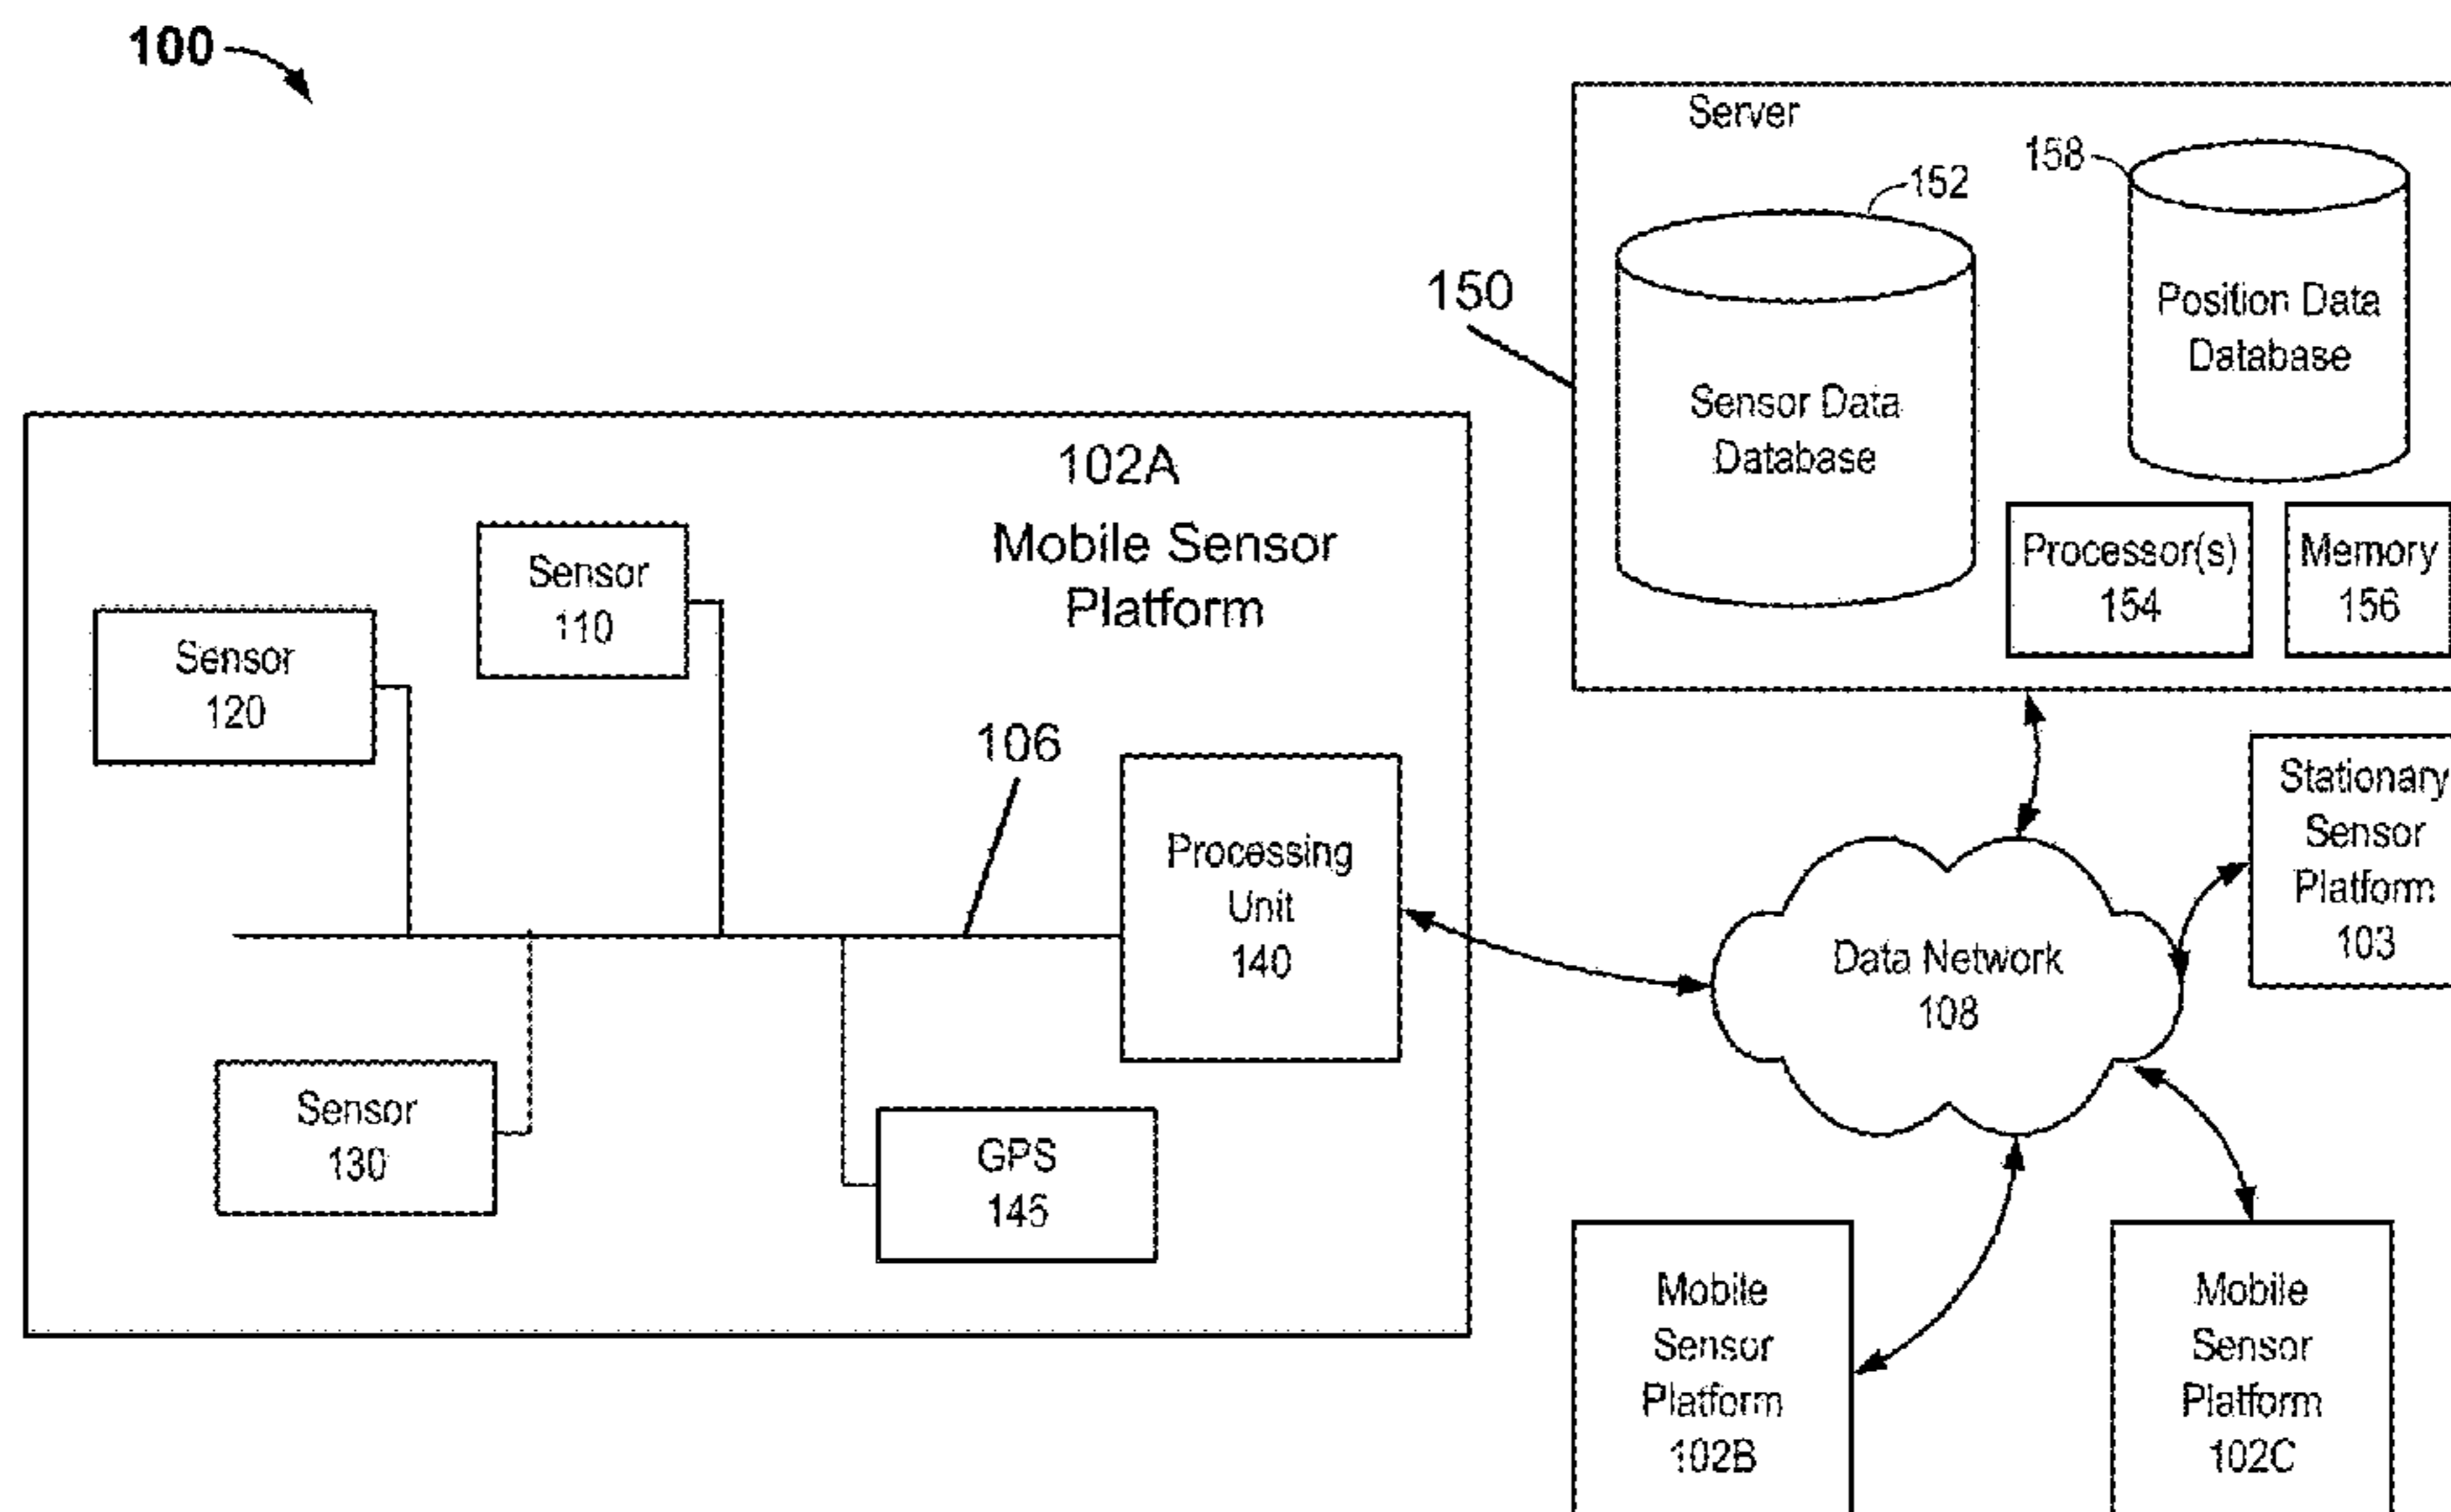 100
Server
152
158
Position Data
Database
150
Sensor Data
Database
Processor(s)
154
Memory
156
102A
Mobile Sensor
Platform
Sensor
110
Sensor
120
106
Processing
Unit
140
Sensor
130
GPS
145
Stationary
Sensor
Platform
103
Data Network
108
Mobile
Sensor
Platform
102B
Mobile
Sensor
Platform
102C